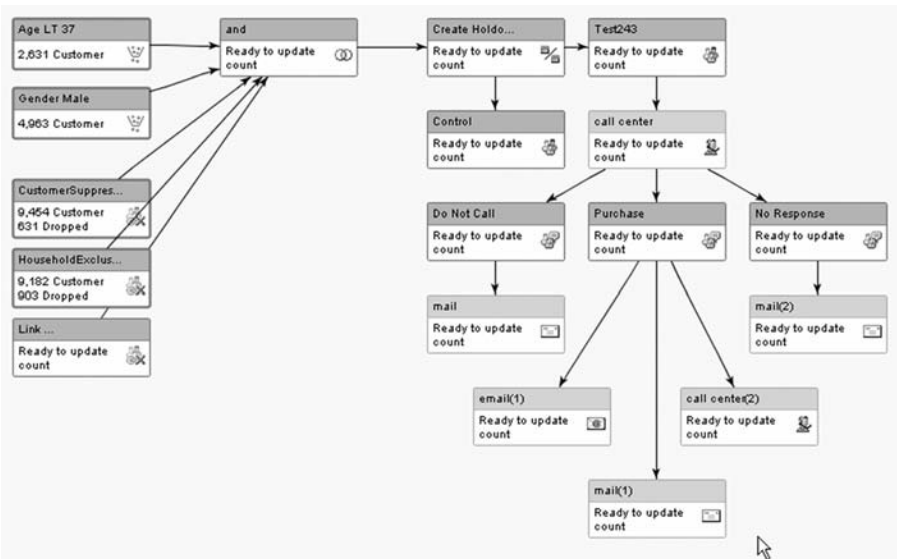 Age LT 37
2,631 Customer
and
Ready to update
count
Create Holdo...
Ready to update
count
Test243
Ready to update
count
Gender Male
4,963 Customer
Control
Ready to update
count
call center
Ready to update
count
CustomerSuppres...
9,454 Customer
631 Dropped
Do Not Call
Ready to update
count
Purchase
Ready to update
count
No Response
Ready to update
count
HouseholdExclus...
9,182 Customer
903 Dropped
Link ...
Ready to update
count
mail
Ready to update
count
mail(2)
Ready to update
count
email(1)
Ready to update
count
call center(2)
Ready to update
count
mail(1)
Ready to update
count